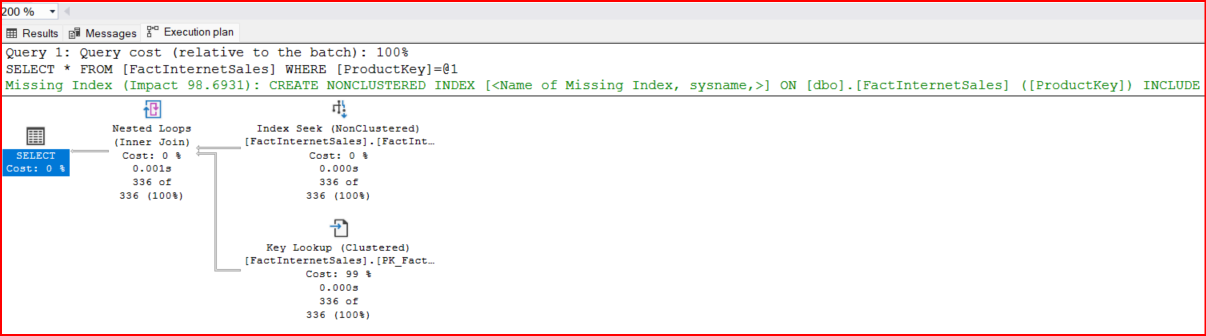 200 %
Results Messages Execution plan
Query 1: Query cost (relative to the batch): 100%
SELECT * FROM [FactInternetSales] WHERE [ProductKey]=@1
Missing Index (Impact 98.6931): CREATE NONCLUSTERED INDEX [<Name of Missing Index, sysname,>] ON [dbo].[FactInternetSales] ([ProductKey]) INCLUDE
SELECT
Cost: 0 %
Nested Loops
(Inner Join)
Cost: 0 %
0.001s
336 of
336 (100%)
Index Seek (NonClustered)
[FactInternetSales].[FactInt…
Cost: 0 %
0.000s
336 of
336 (100%)
Key Lookup (Clustered)
[FactInternetSales].[PK_Fact…
Cost: 99 %
0.000s
336 of
336 (100%)